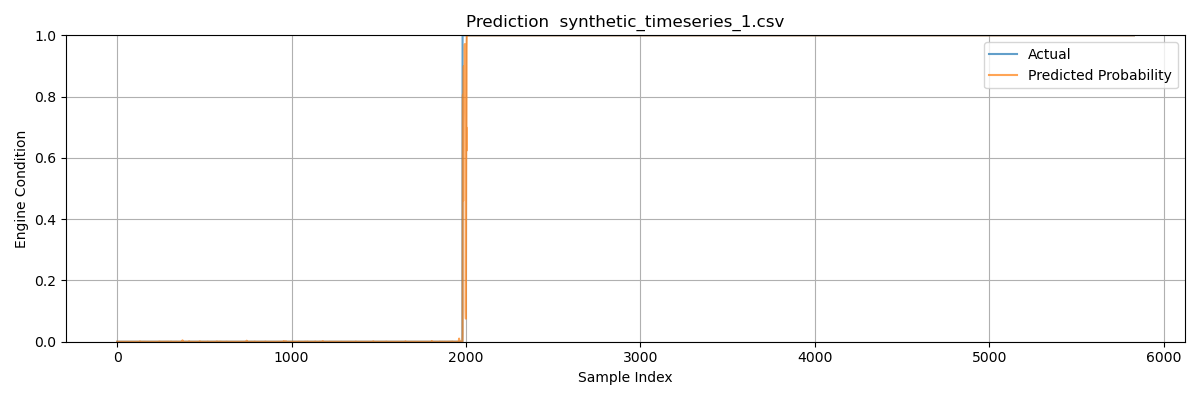 Prediction  synthetic_timeseries_1.csv
1.0
0.8
0.6
0.4
0.2
0.0
Engine Condition
Actual
Predicted Probability
0 1000 2000 3000 4000 5000 6000
Sample Index